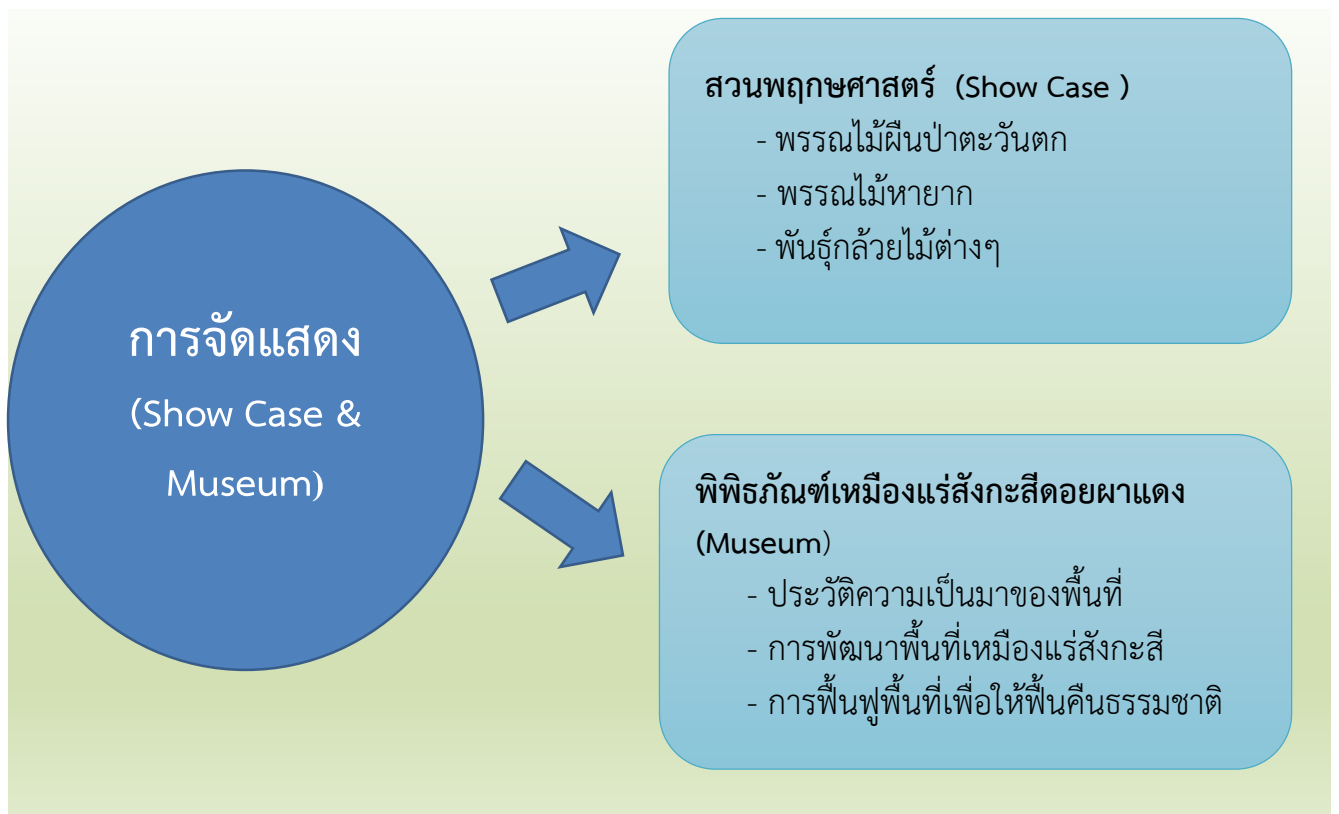 การจัดแสดง
(Show Case &
Museum)
สวนพฤกษศาสตร์ (Show Case )
- พรรณไม้ผืนป่าตะวันตก
- พรรณไม้หายาก
- พันธุ์กล้วยไม้ต่างๆ
พิพิธภัณฑ์เหมืองแร่สังกะสีดอยผาแดง
(Museum)
- ประวัติความเป็นมาของพื้นที่
- การพัฒนาพื้นที่เหมืองแร่สังกะสี
- การฟื้นฟูพื้นที่เพื่อให้ฟื้นคืนธรรมชาติ